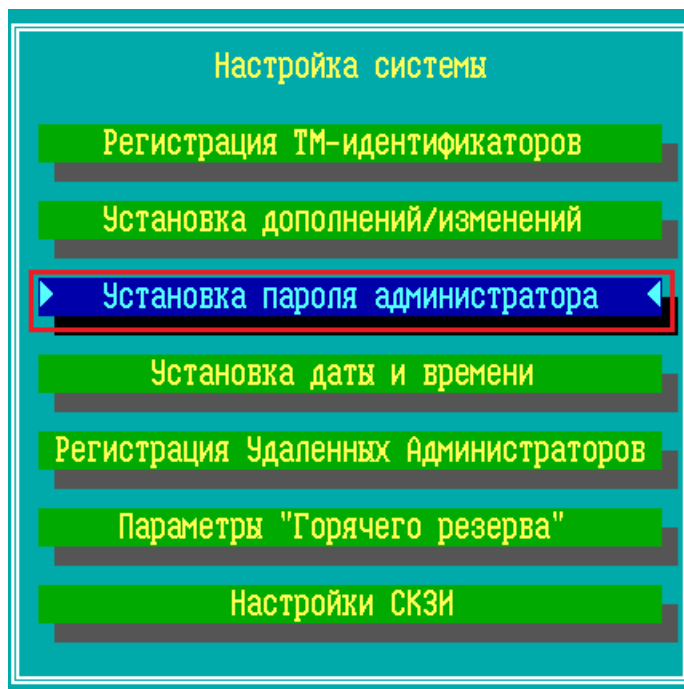 Настройка системы
Регистрация ТМ-идентификаторов
Установка дополнений/изменений
Установка пароля администратора
Установка даты и времени
Регистрация Удаленных Администраторов
Параметры "Горячего резерва"
Настройки СКЗИ